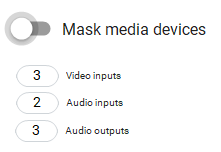 Mask media devices
3 Video inputs
2 Audio inputs
3 Audio outputs